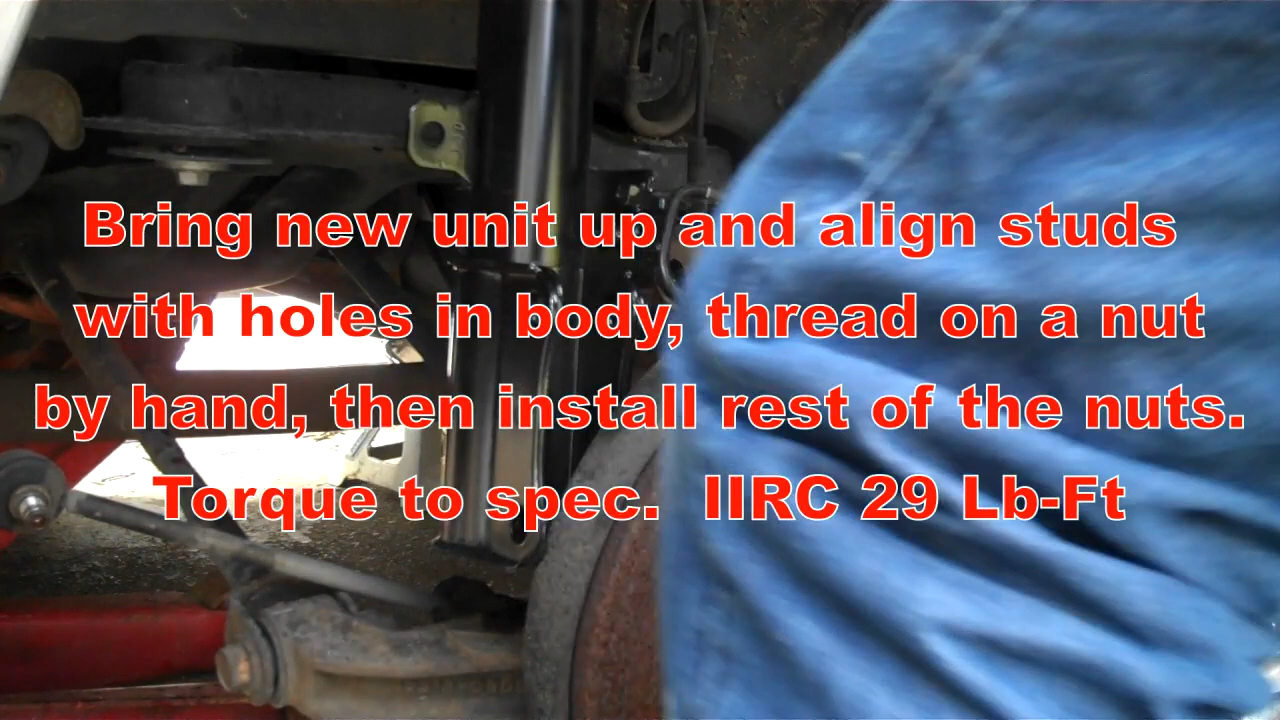 Bring new unit up and align studs
with holes in body, thread on a nut
by hand, then install rest of the nuts.
Torque to spec. IIRC 29 Lb-Ft